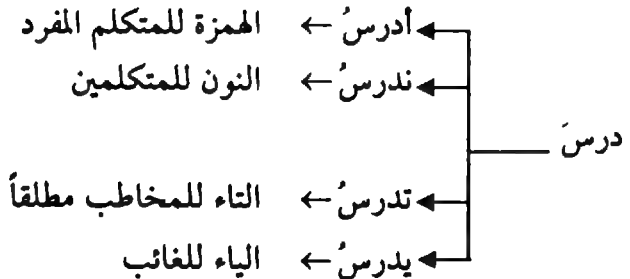 أدرسُ ← الهمزة للمتكلم المفرد
ندرسُ ← النون للمتكلمين
درسَ
تدرسُ ← التاء للمخاطب مطلقاً
يدرسُ ← الياء للغائب